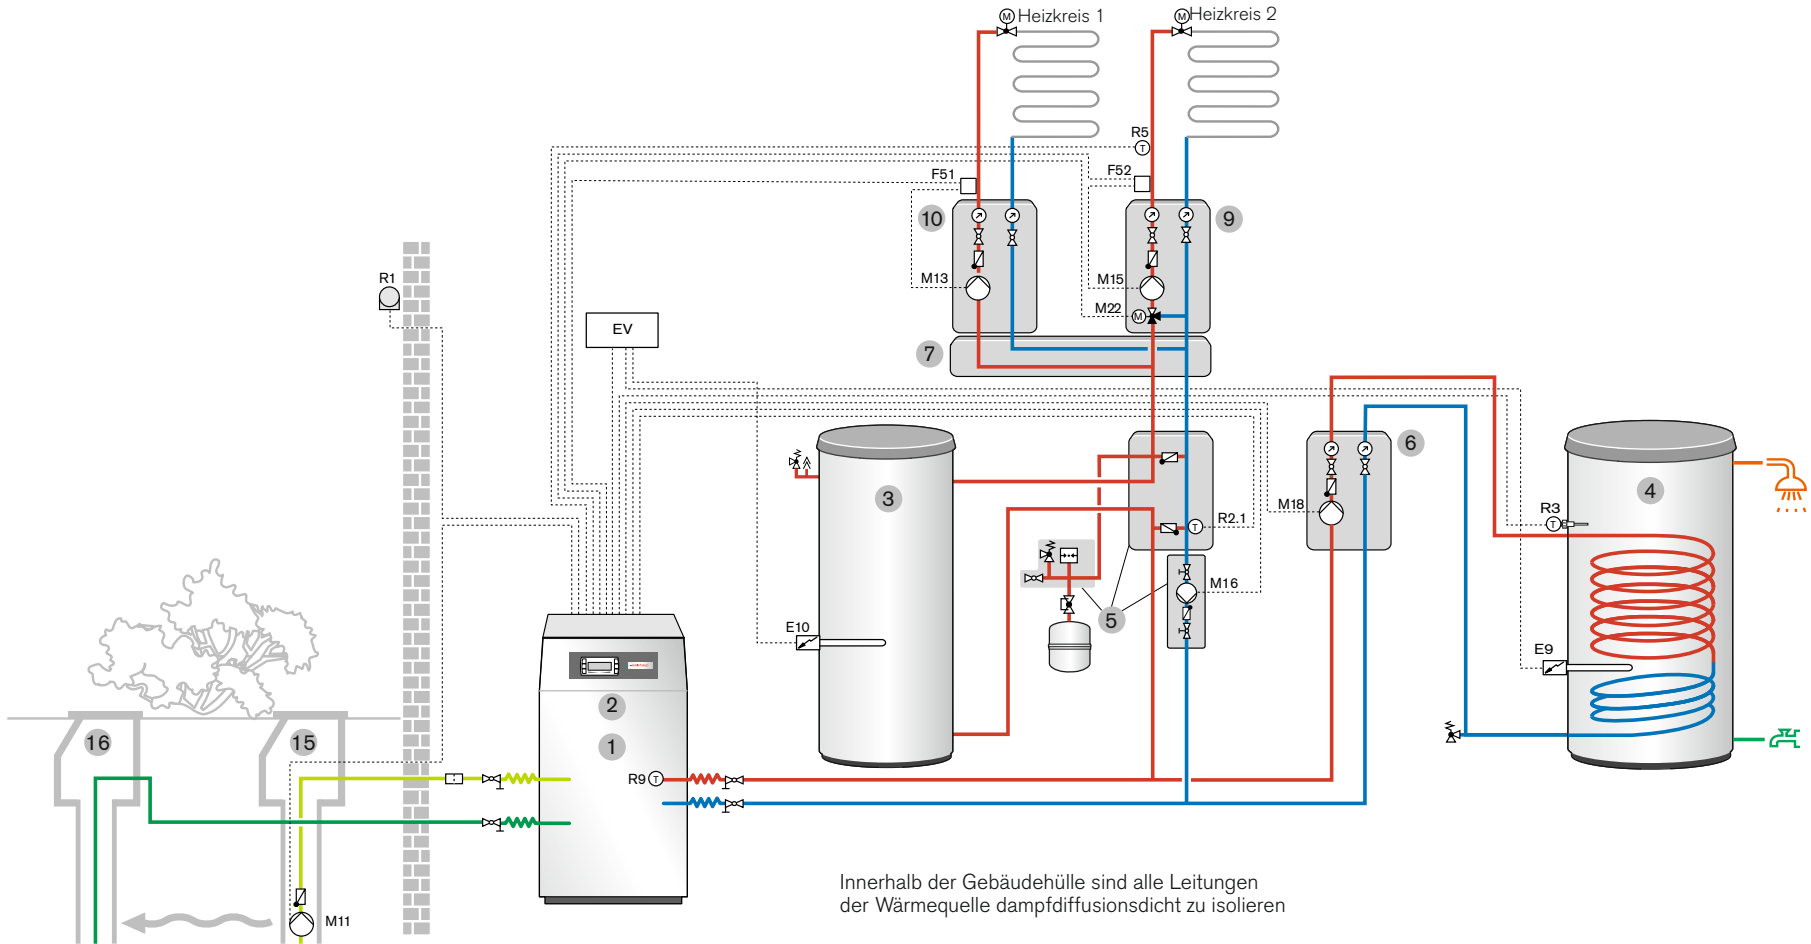 M Heizkreis 1
M Heizkreis 2
R5
T
F51
F52
10
9
R1
M13
M15
M22
M
EV
7
6
3
4
M18
R3
T
T
R2.1
M16
5
E10
E9
2
1
16
15
R9
T
M11
Innerhalb der Gebäudehülle sind alle Leitungen
der Wärmequelle dampfdiffusionsdicht zu isolieren